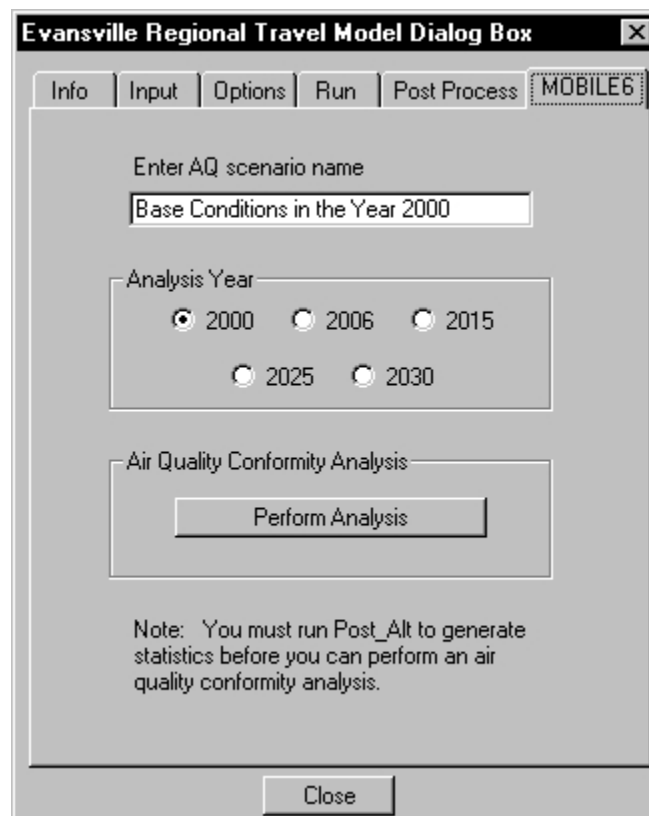 Evansville Regional Travel Model Dialog Box
Info Input Options Run Post Process MOBILE6
Enter AQ scenario name
Base Conditions in the Year 2000
Analysis Year
2000 2006 2015
2025 2030
Air Quality Conformity Analysis
Perform Analysis
Note: You must run Post_Alt to generate
statistics before you can perform an air
quality conformity analysis.
Close